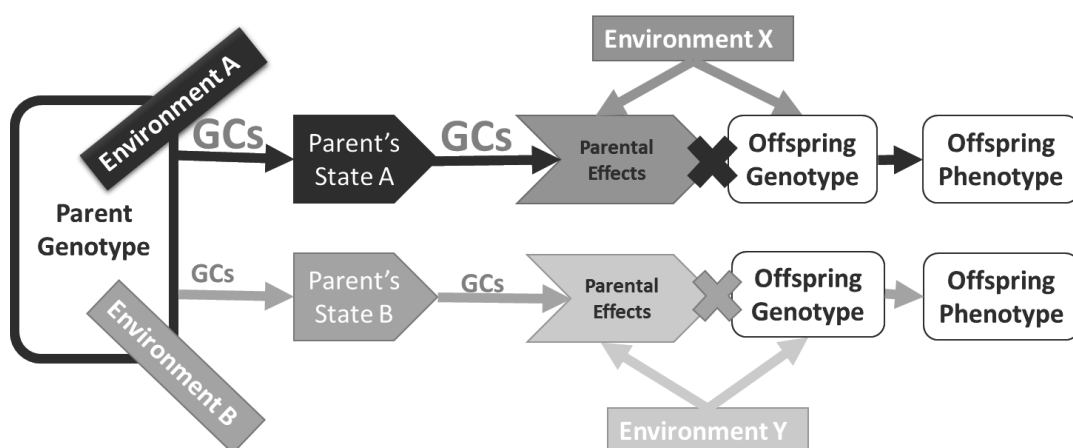 Environment X
Environment A
GCs
Parent's
State A
GCs
Parental
Effects
Offspring
Genotype
Offspring
Phenotype
Parent
Genotype
GCs
Parent's
State B
GCs
Parental
Effects
Offspring
Genotype
Offspring
Phenotype
Environment B
Environment Y